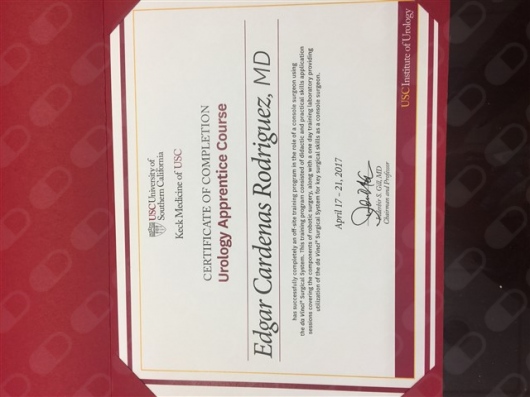 USC University of
Southern California
Keck Medicine of USC
CERTIFICATE OF COMPLETION
Urology Apprentice Course
Edgar Cardenas Rodriguez, MD
has successfully completely an off-site training program in the role of a console surgeon using
the da Vinci® Surgical System. This training program consisted of didactic and practical skills application
sessions covering the components of robotic surgery, along with a one day training laboratory providing
utilization of the da Vinci® Surgical System for key surgical skills as a console surgeon.
April 17 - 21, 2017
Inderbir S. Gill, MD
Chairman and Professor
USC Institute of Urology